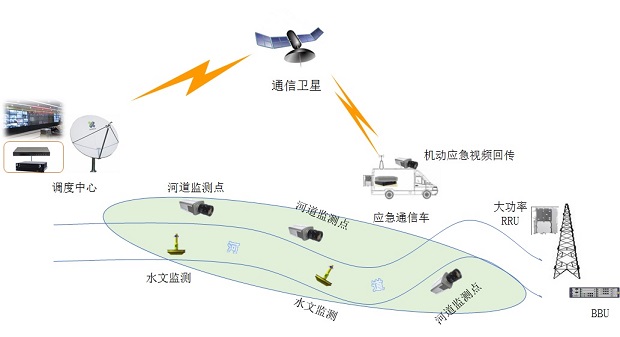 通信卫星
机动应急视频回传
调度中心
河道监测点
河道监测点
应急通信车
大功率
RRU
河
水文监测
道
水文监测
河道监测点
BBU